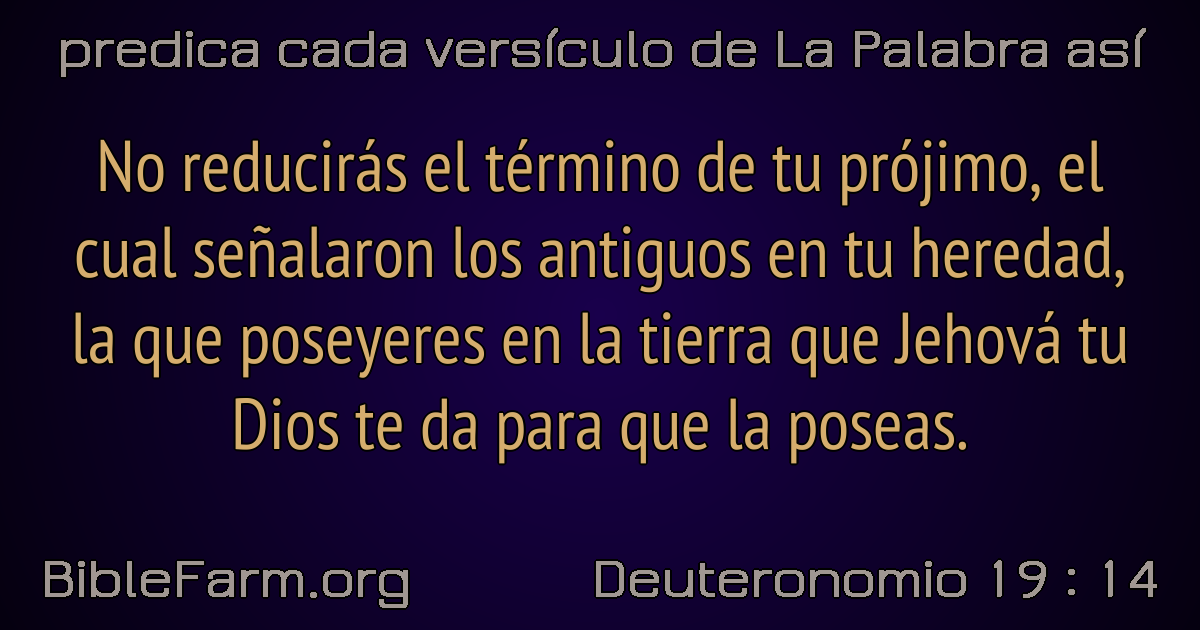 predica cada versículo de La Palabra así
No reducirás el término de tu prójimo, el
cual señalaron los antiguos en tu heredad,
la que poseyeres en la tierra que Jehová tu
Dios te da para que la poseas.
BibleFarm.org
Deuteronomio 19 : 14